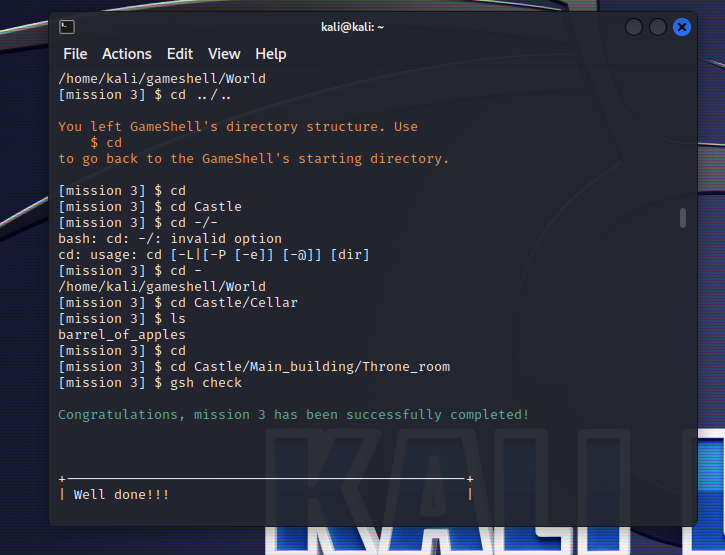 kali@kali: ~
File Actions Edit View Help
/home/kali/gameshell/World
[mission 3] $ cd ../..
You left GameShell's directory structure. Use
$ cd
to go back to the GameShell's starting directory.
[mission 3] $ cd
[mission 3] $ cd Castle
[mission 3] $ cd -/-
bash: cd: -/: invalid option
cd: usage: cd [-L|[-P [-e]] [-@]] [dir]
[mission 3] $ cd -
/home/kali/gameshell/World
[mission 3] $ cd Castle/Cellar
[mission 3] $ ls
barrel_of_apples
[mission 3] $ cd
[mission 3] $ cd Castle/Main_building/Throne_room
[mission 3] $ gsh check
Congratulations, mission 3 has been successfully completed!
| Well done!!! |
KALI